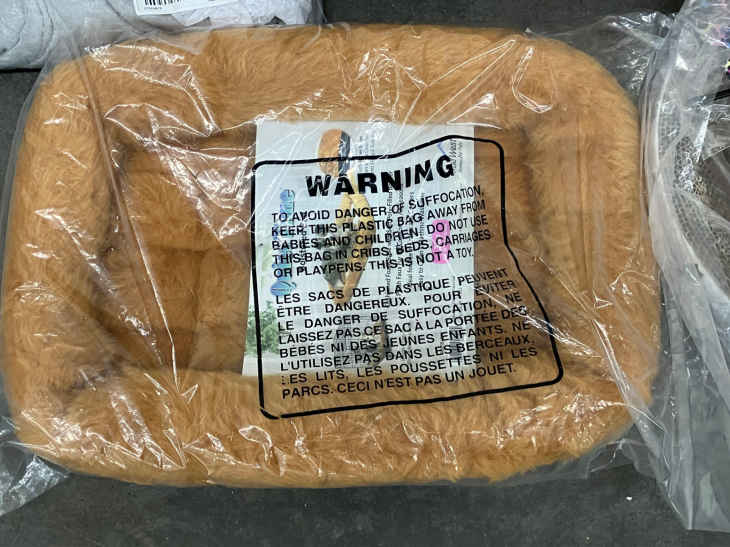 WARNING
TO AVOID DANGER OF SUFFOCATION,
KEEP THIS PLASTIC BAG AWAY FROM
BABIES AND CHILDREN. DO NOT USE
THIS BAG IN CRIBS, BEDS, CARRIAGES
OR PLAYPENS. THIS IS NOT A TOY.
LES SACS DE PLASTIQUE PEUVENT
ÊTRE DANGEREUX. POUR ÉVITER
LE DANGER DE SUFFOCATION, NE
LAISSEZ PAS CE SAC À LA PORTÉE DES
BÉBÉS NI DES JEUNES ENFANTS. NE
L'UTILISEZ PAS DANS LES BERCEAUX,
LES LITS, LES POUSSETTES NI LES
PARCS. CECI N'EST PAS UN JOUET.